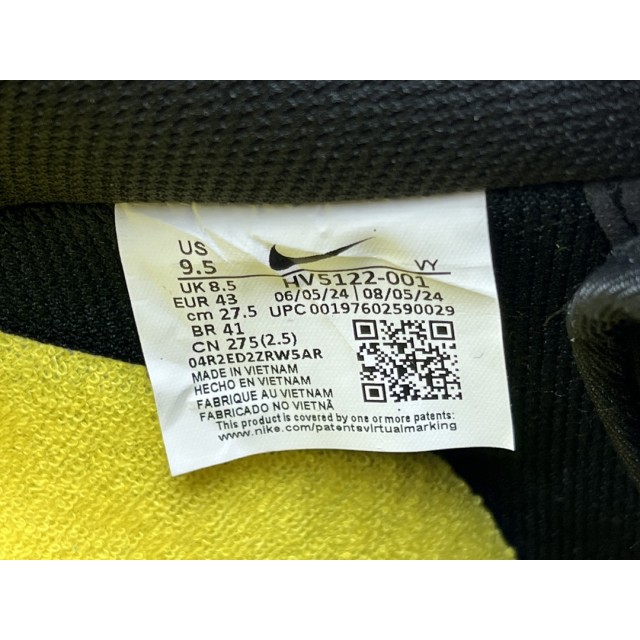 US
9.5 VY
UK 8.5 HV5122-001
EUR 43 06/05/24 | 08/05/24
cm 27.5 UPC 00197602590029
BR 41
CN 275(2.5)
04R2ED2ZRW5AR
MADE IN VIETNAM
HECHO EN VIETNAM
FABRIQUE AU VIETNAM
FABRICADO NO VIETNÃ
This product is covered by one or more patents:
www.nike.com/patentsvirtualmarking